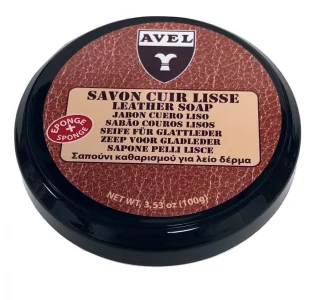 AVEL
SAVON CUIR LISSE
LEATHER SOAP
JABON CUERO LISO
SABÃO COUROS LISOS
SEIFE FÜR GLATTLEDER
ZEEP VOOR GLADLEDER
SAPONE PELLI LISCE
Σαπούνι καθαρισμού για λείο δέρμα
EPONGE
+
SPONGE
NET WT. 3,53 oz (100g)